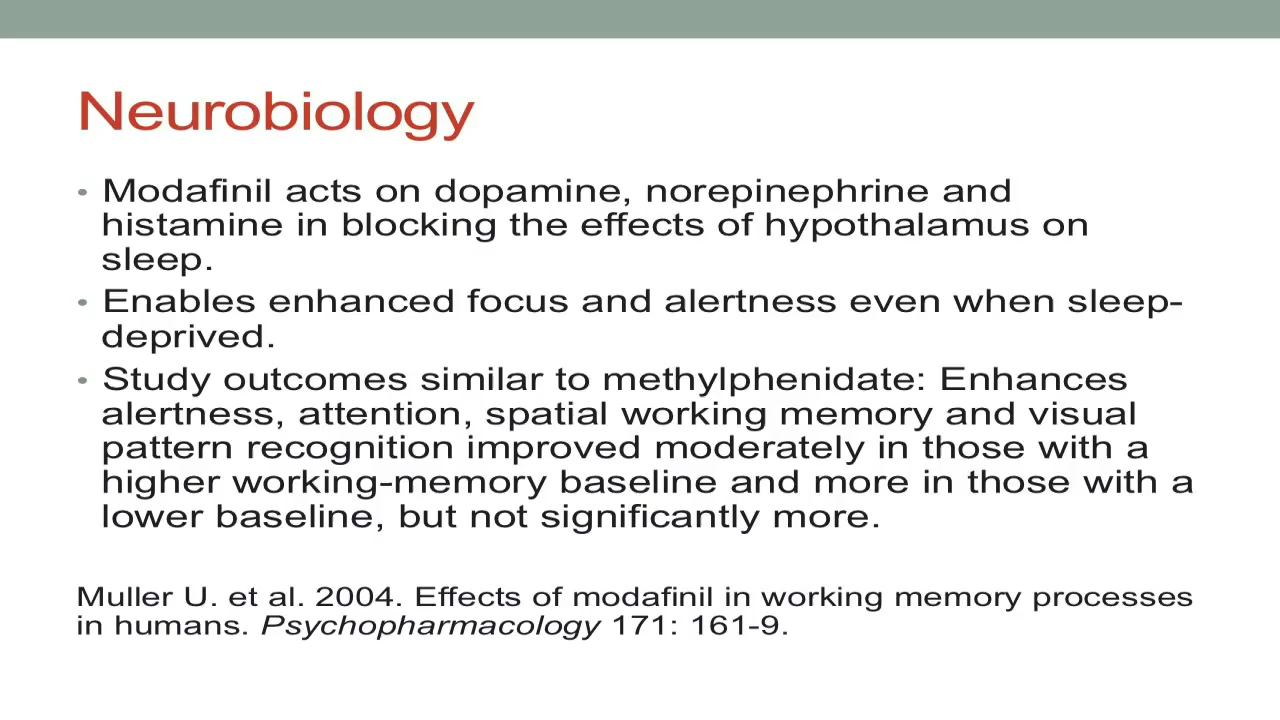 Neurobiology
• Modafinil acts on dopamine, norepinephrine and
histamine in blocking the effects of hypothalamus on
sleep.
• Enables enhanced focus and alertness even when sleep-
deprived.
• Study outcomes similar to methylphenidate: Enhances
alertness, attention, spatial working memory and visual
pattern recognition improved moderately in those with a
higher working-memory baseline and more in those with a
lower baseline, but not significantly more.
Muller U. et al. 2004. Effects of modafinil in working memory processes
in humans. Psychopharmacology 171: 161-9.